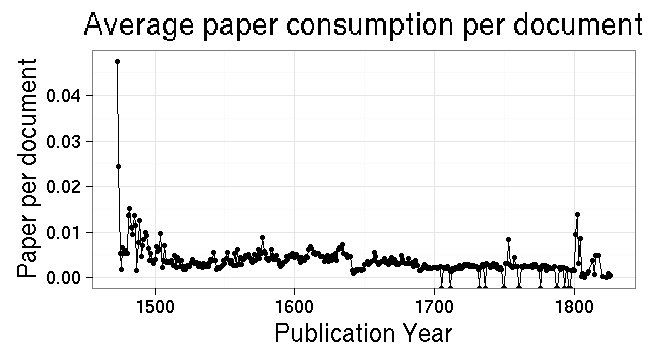 Average paper consumption per document
Paper per document
0.04
0.03
0.02
0.01
0.00
1500 1600 1700 1800
Publication Year